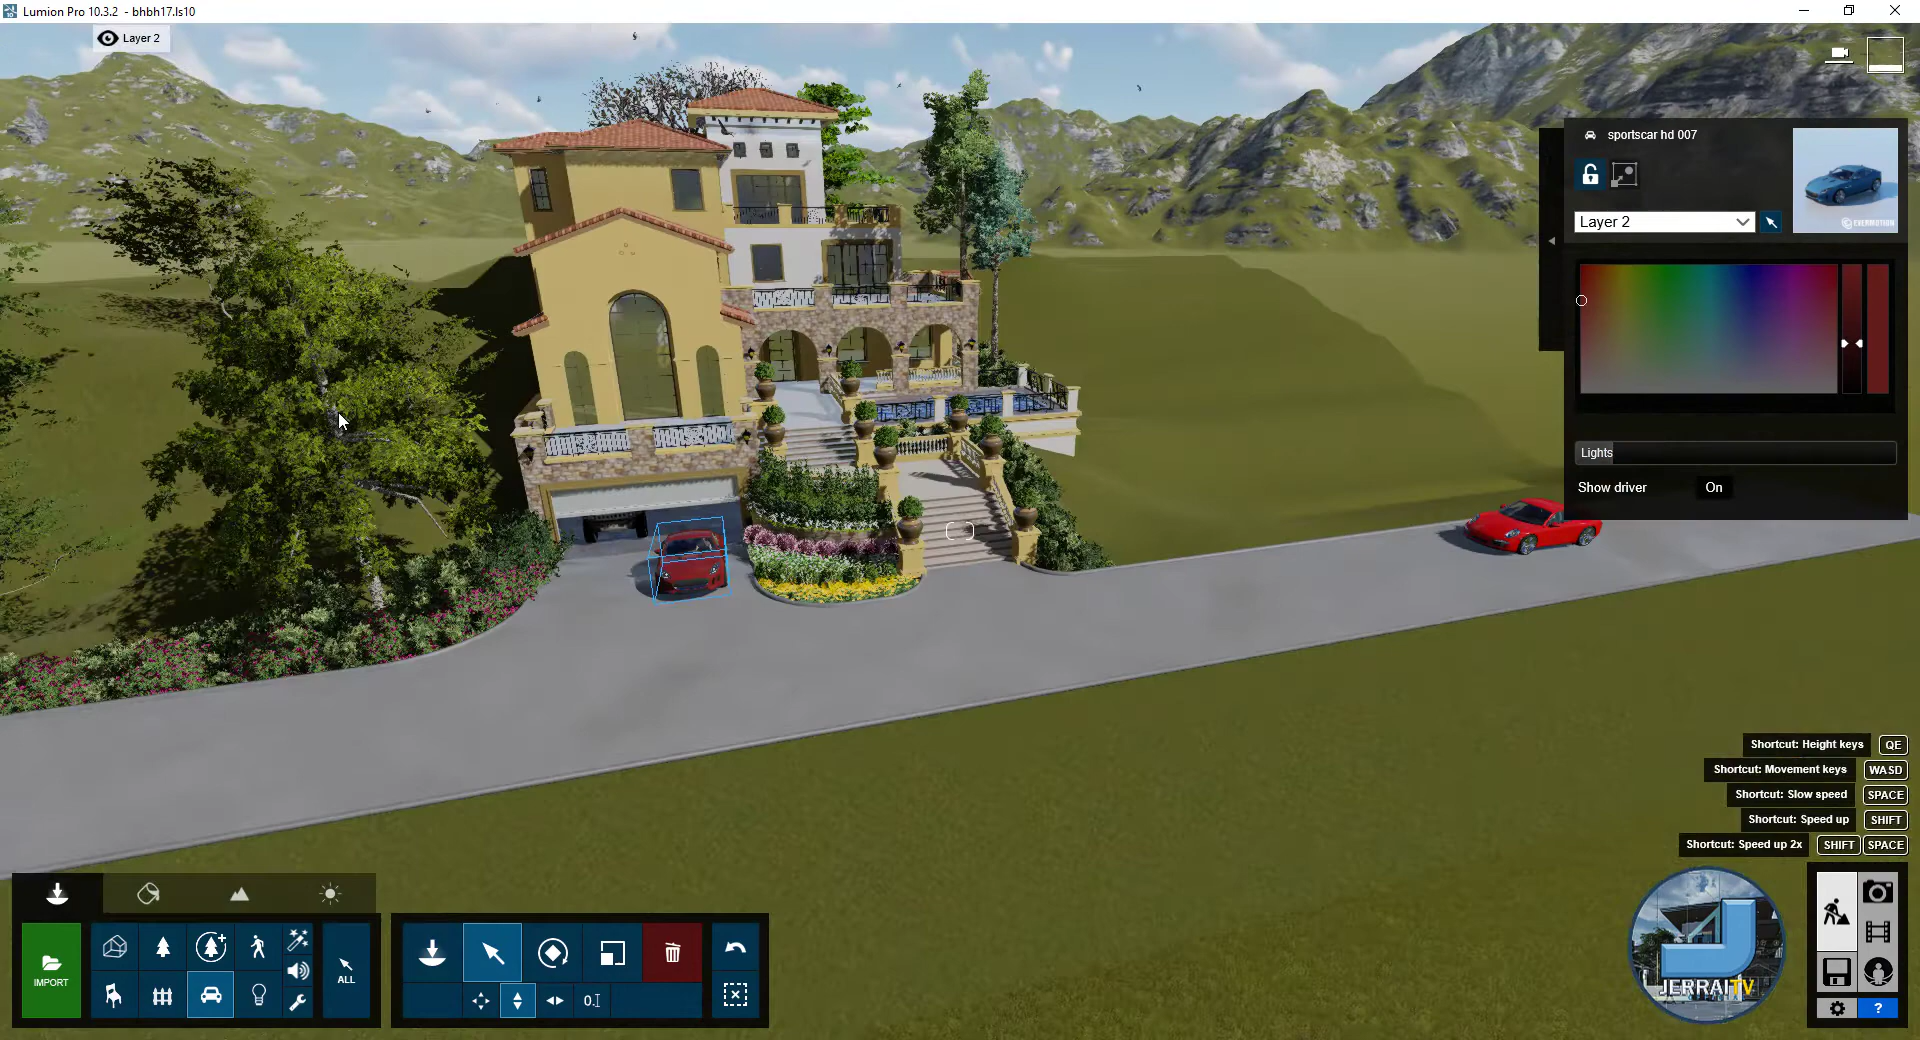 Lumion Pro 10.3.2 - bhbh17.ls10
Layer 2
sportscar hd 007
EVERMOTION
Layer 2
Lights
Show driver On
Shortcut: Height keys QE
Shortcut: Movement keys WASD
Shortcut: Slow speed SPACE
Shortcut: Speed up SHIFT
Shortcut: Speed up 2x SHIFT SPACE
IMPORT
ALL
JERRAITV
?